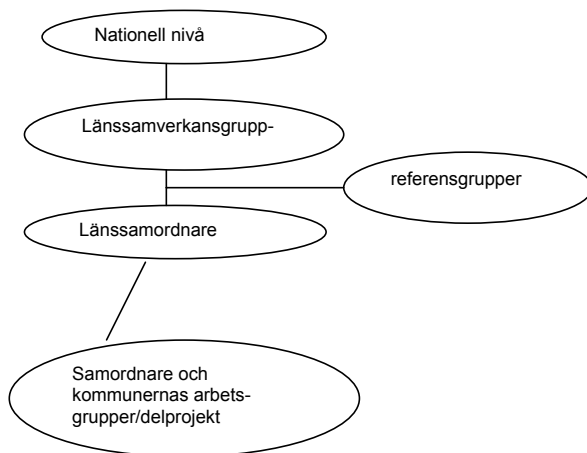 Nationell nivå
Länssamverkansgrupp-
referensgrupper
Länssamordnare
Samordnare och
kommunernas arbets-
grupper/delprojekt